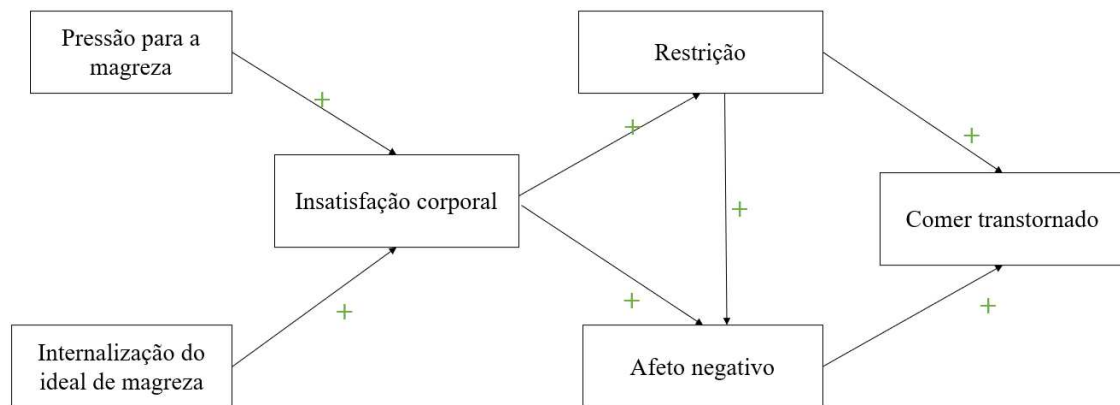 Pressão para a
magreza
Restrição
+
+
+
Insatisfação corporal
+
Comer transtornado
+
+
+
Internalização do
ideal de magreza
Afeto negativo